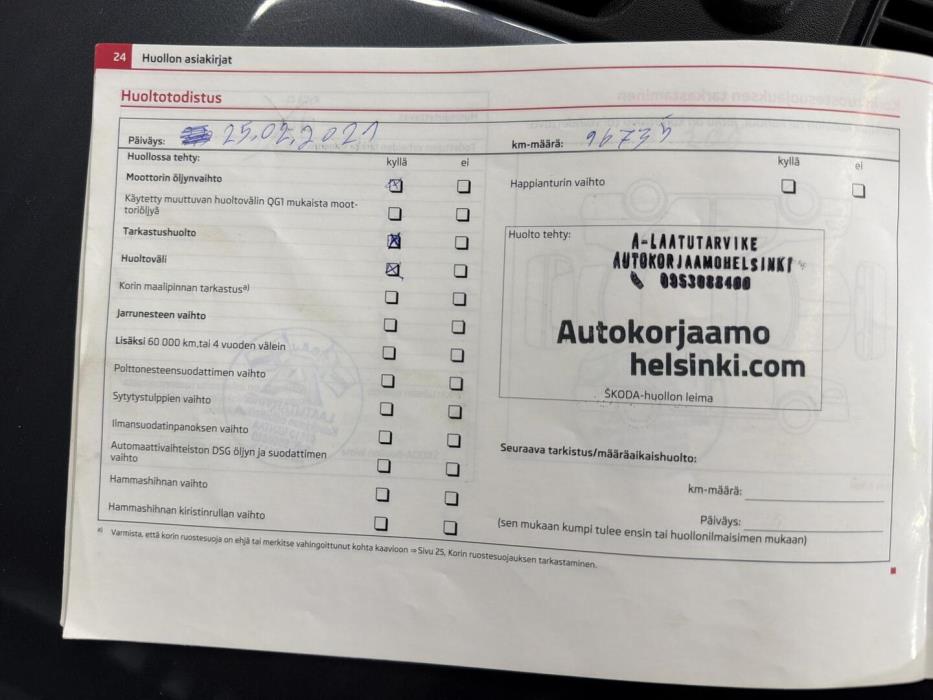 24 Huollon asiakirjat
Huoltotodistus
Päiväys: 25.02.2021 km-määrä:
Huollossa tehty: kyllä ei kyllä ei
Moottorin öljynvaihto
Happianturin vaihto
Käytetty muuttuvan huoltovälin QG1 mukaista moot-
toriöljyä
Tarkastushuolto
Huoltoväli
Korin maalipinnan tarkastusa)
Jarrunesteen vaihto
Lisäksi 60 000 km,tai 4 vuoden välein
Polttonesteensuodattimen vaihto
Sytytystulppien vaihto
Ilmansuodatinpanoksen vaihto
Automaattivaihteiston DSG öljyn ja suodattimen
vaihto
Hammashihnan vaihto
Hammashihnan kiristinrullan vaihto
Huolto tehty:
A-LAATUTARVIKE
AUTOKORJAAMOHELSINKI
0953088400
Autokorjaamo
helsinki.com
ŠKODA-huollon leima
Seuraava tarkistus/määräaikaishuolto:
km-määrä:
Päiväys:
(sen mukaan kumpi tulee ensin tai huollonilmaisimen mukaan)
a) Varmista, että korin ruostesuoja on ehjä tai merkitse vahingoittunut kohta kaavioon ⇒ Sivu 25, Korin ruostesuojauksen tarkastaminen.